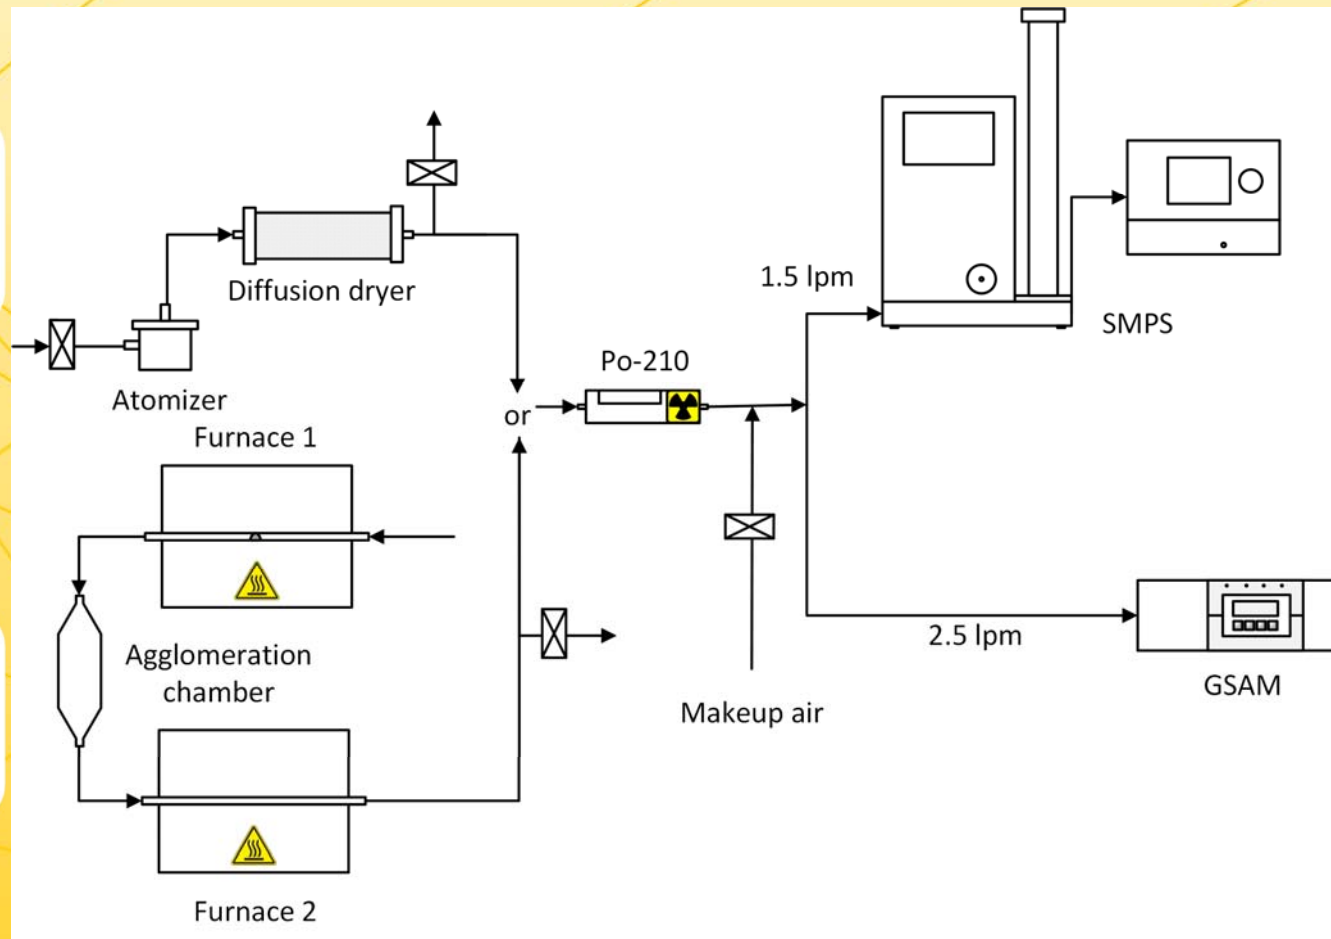 Diffusion dryer
Atomizer
Furnace 1
Agglomeration
chamber
Furnace 2
or
Po-210
Makeup air
1.5 lpm
SMPS
2.5 lpm
GSAM